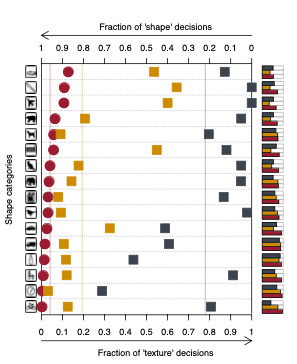 Fraction of 'shape' decisions
1 0.9 0.8 0.7 0.6 0.5 0.4 0.3 0.2 0.1 0
Shape categories
0 0.1 0.2 0.3 0.4 0.5 0.6 0.7 0.8 0.9 1
Fraction of 'texture' decisions